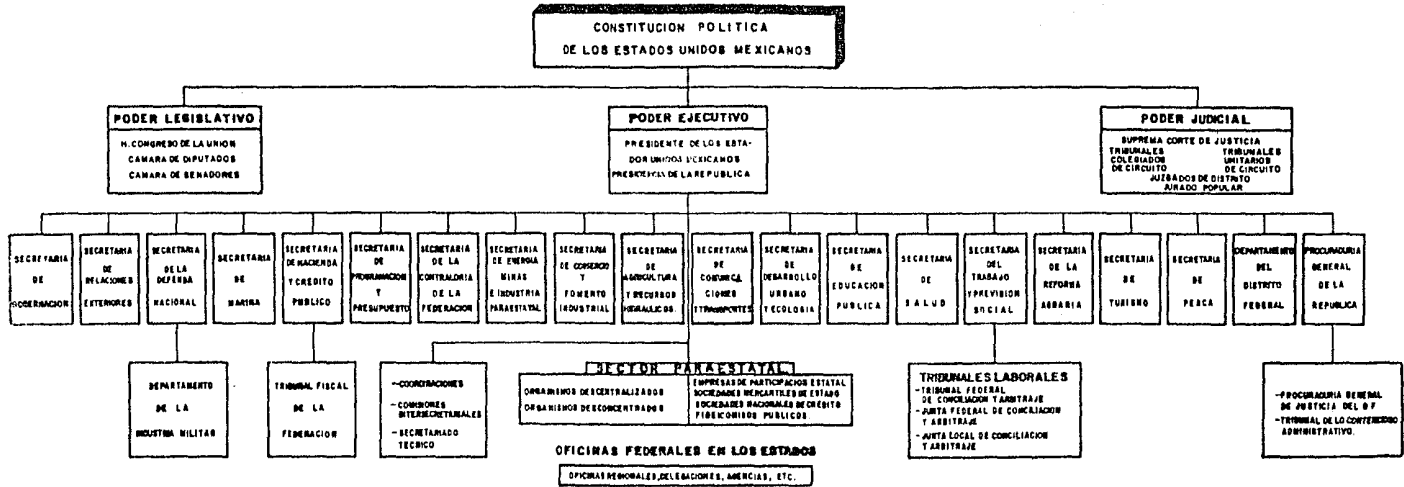 CONSTITUCION POLITICA
DE LOS ESTADOS UNIDOS MEXICANOS
PODER LEGISLATIVO
H. CONGRESO DE LA UNION
CAMARA DE DIPUTADOS
CAMARA DE SENADORES
PODER EJECUTIVO
PRESIDENTE DE LOS ESTA-
DOR UNIDOS MEXICANOS
PRESIDENCIA DE LA REPUBLICA
PODER JUDICIAL
SUPREMA CORTE DE JUSTICIA
TRIBUNALES
COLEGIADOS
DE CIRCUITO
TRIBUNALES
UNITARIOS
DE CIRCUITO
JUZGADOS DE DISTRITO
JURADO POPULAR
SECRETARIA
DE
GOBERNACION
SECRETARIA
DE
RELACIONES
EXTERIORES
SECRETARIA
DE LA DEFENSA
NACIONAL
SECRETARIA
DE
MARINA
SECRETARIA
DE HACIENDA
Y CREDITO
PUBLICO
SECRETARIA
DE
PROGRAMACION
Y
PRESUPUESTO
SECRETARIA
DE LA
CONTRALORIA
DE LA
FEDERACION
SECRETARIA
DE ENERGIA
MINAS
E INDUSTRIA
PARAESTATAL
SECRETARIA
DE COMERCIO
Y
FOMENTO
INDUSTRIAL
SECRETARIA
DE
AGRICULTURA
Y RECURSOS
HIDRAULICOS
SECRETARIA
DE
COMUNICA
CIONES
Y TRANSPORTES
SECRETARIA
DE
DESARROLLO
URBANO
Y ECOLOGIA
SECRETARIA
DE
EDUCACION
PUBLICA
SECRETARIA
DE
SALUD
SECRETARIA
DEL
TRABAJO
Y PREVISION
SOCIAL
SECRETARIA
DE LA
REFORMA
AGRARIA
SECRETARIA
DE
TURISMO
SECRETARIA
DE
PESCA
DEPARTAMENTO
DEL
DISTRITO
FEDERAL
PROCURADURIA
GENERAL
DE LA
REPUBLICA
DEPARTAMENTO
DE LA
INDUSTRIA MILITAR
TRIBUNAL FISCAL
DE LA
FEDERACION
-COORDINACIONES
-COMISIONES
INTERSECRETARIALES
-SECRETARIADO
TECNICO
SECTOR PARAESTATAL
ORGANISMOS DESCENTRALIZADOS
ORGANISMOS DESCONCENTRADOS
EMPRESAS DE PARTICIPACION ESTATAL
SOCIEDADES MERCANTILES DE ESTADO
SOCIEDADES NACIONALES DE CREDITO
FIDEICOMISOS PUBLICOS.
OFICINAS FEDERALES EN LOS ESTADOS
OFICINAS REGIONALES, DELEGACIONES, AGENCIAS, ETC.
TRIBUNALES LABORALES
-TRIBUNAL FEDERAL
DE CONCILIACION Y ARBITRAJE
-JUNTA FEDERAL DE CONCILIACION
Y ARBITRAJE
-JUNTA LOCAL DE CONCILIACION
Y ARBITRAJE
-PROCURADURIA GENERAL
DE JUSTICIA DEL D F
-TRIBUNAL DE LO CONTENCIOSO
ADMINISTRATIVO.